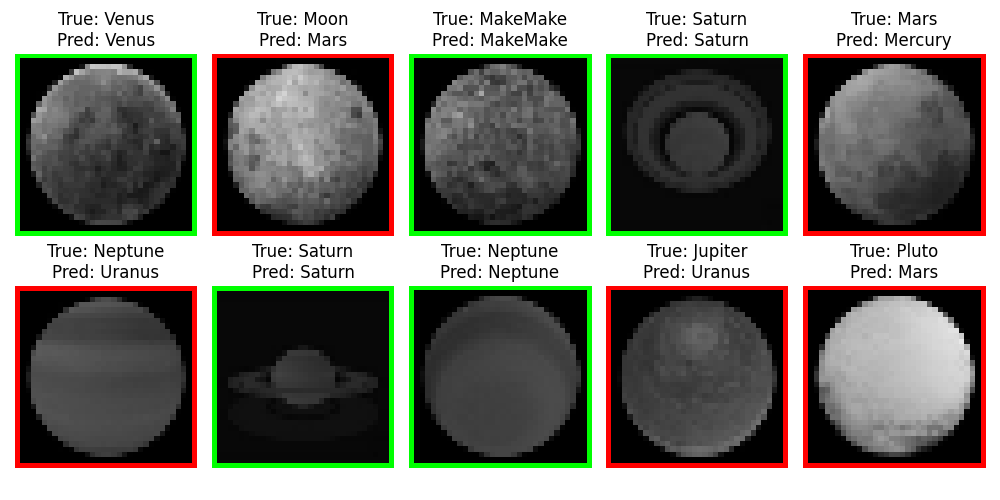 True: Venus
Pred: Venus
True: Moon
Pred: Mars
True: MakeMake
Pred: MakeMake
True: Saturn
Pred: Saturn
True: Mars
Pred: Mercury
True: Neptune
Pred: Uranus
True: Saturn
Pred: Saturn
True: Neptune
Pred: Neptune
True: Jupiter
Pred: Uranus
True: Pluto
Pred: Mars